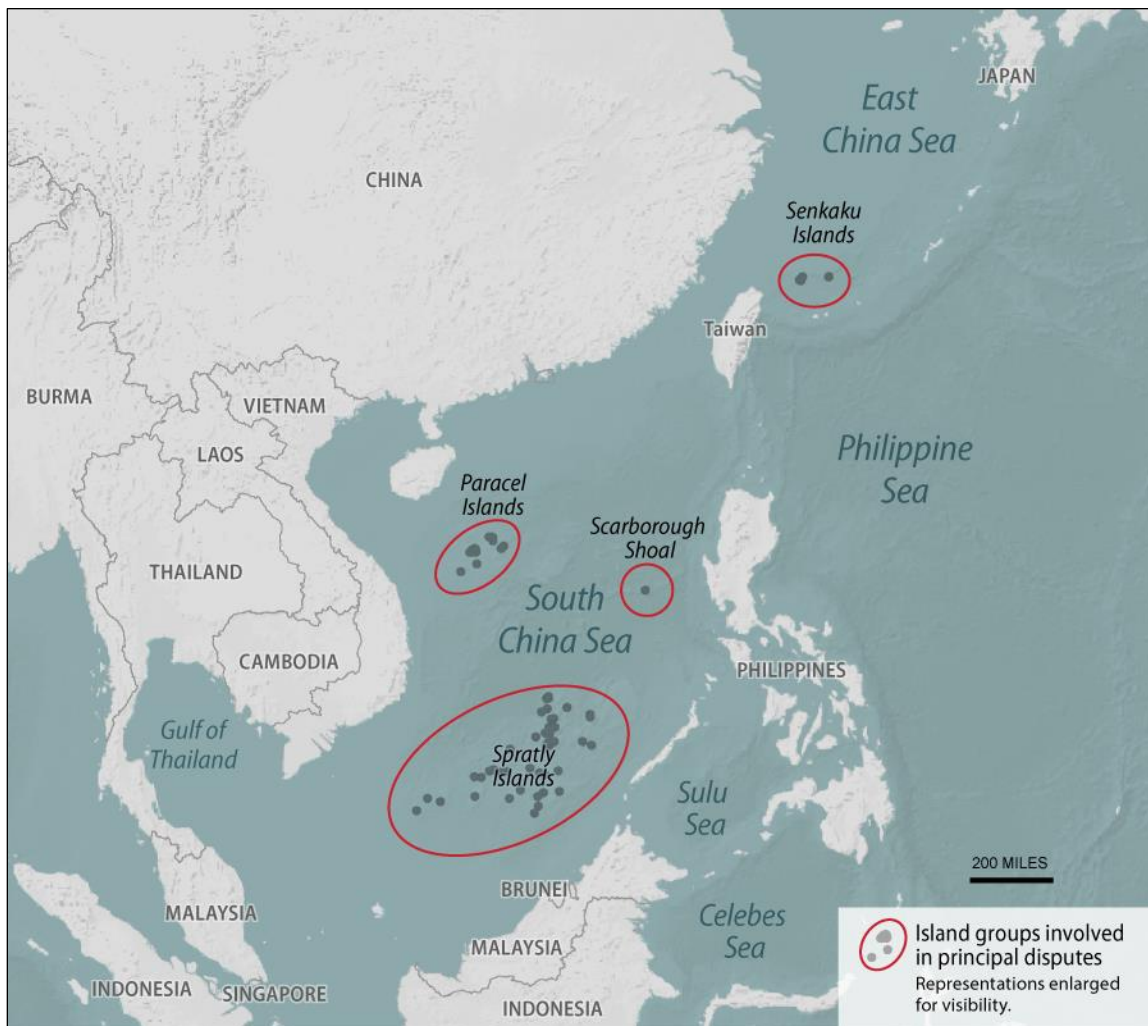 JAPAN
East
China Sea
CHINA
Senkaku
Islands
Taiwan
BURMA
VIETNAM
LAOS
Philippine
Sea
Paracel
Islands
Scarborough
Shoal
THAILAND
South
China Sea
CAMBODIA
PHILIPPINES
Gulf of
Thailand
Spratly
Islands
Sulu
Sea
200 MILES
BRUNEI
MALAYSIA
Celebes
Sea
MALAYSIA
INDONESIA
SINGAPORE
INDONESIA
Island groups involved
in principal disputes
Representations enlarged
for visibility.